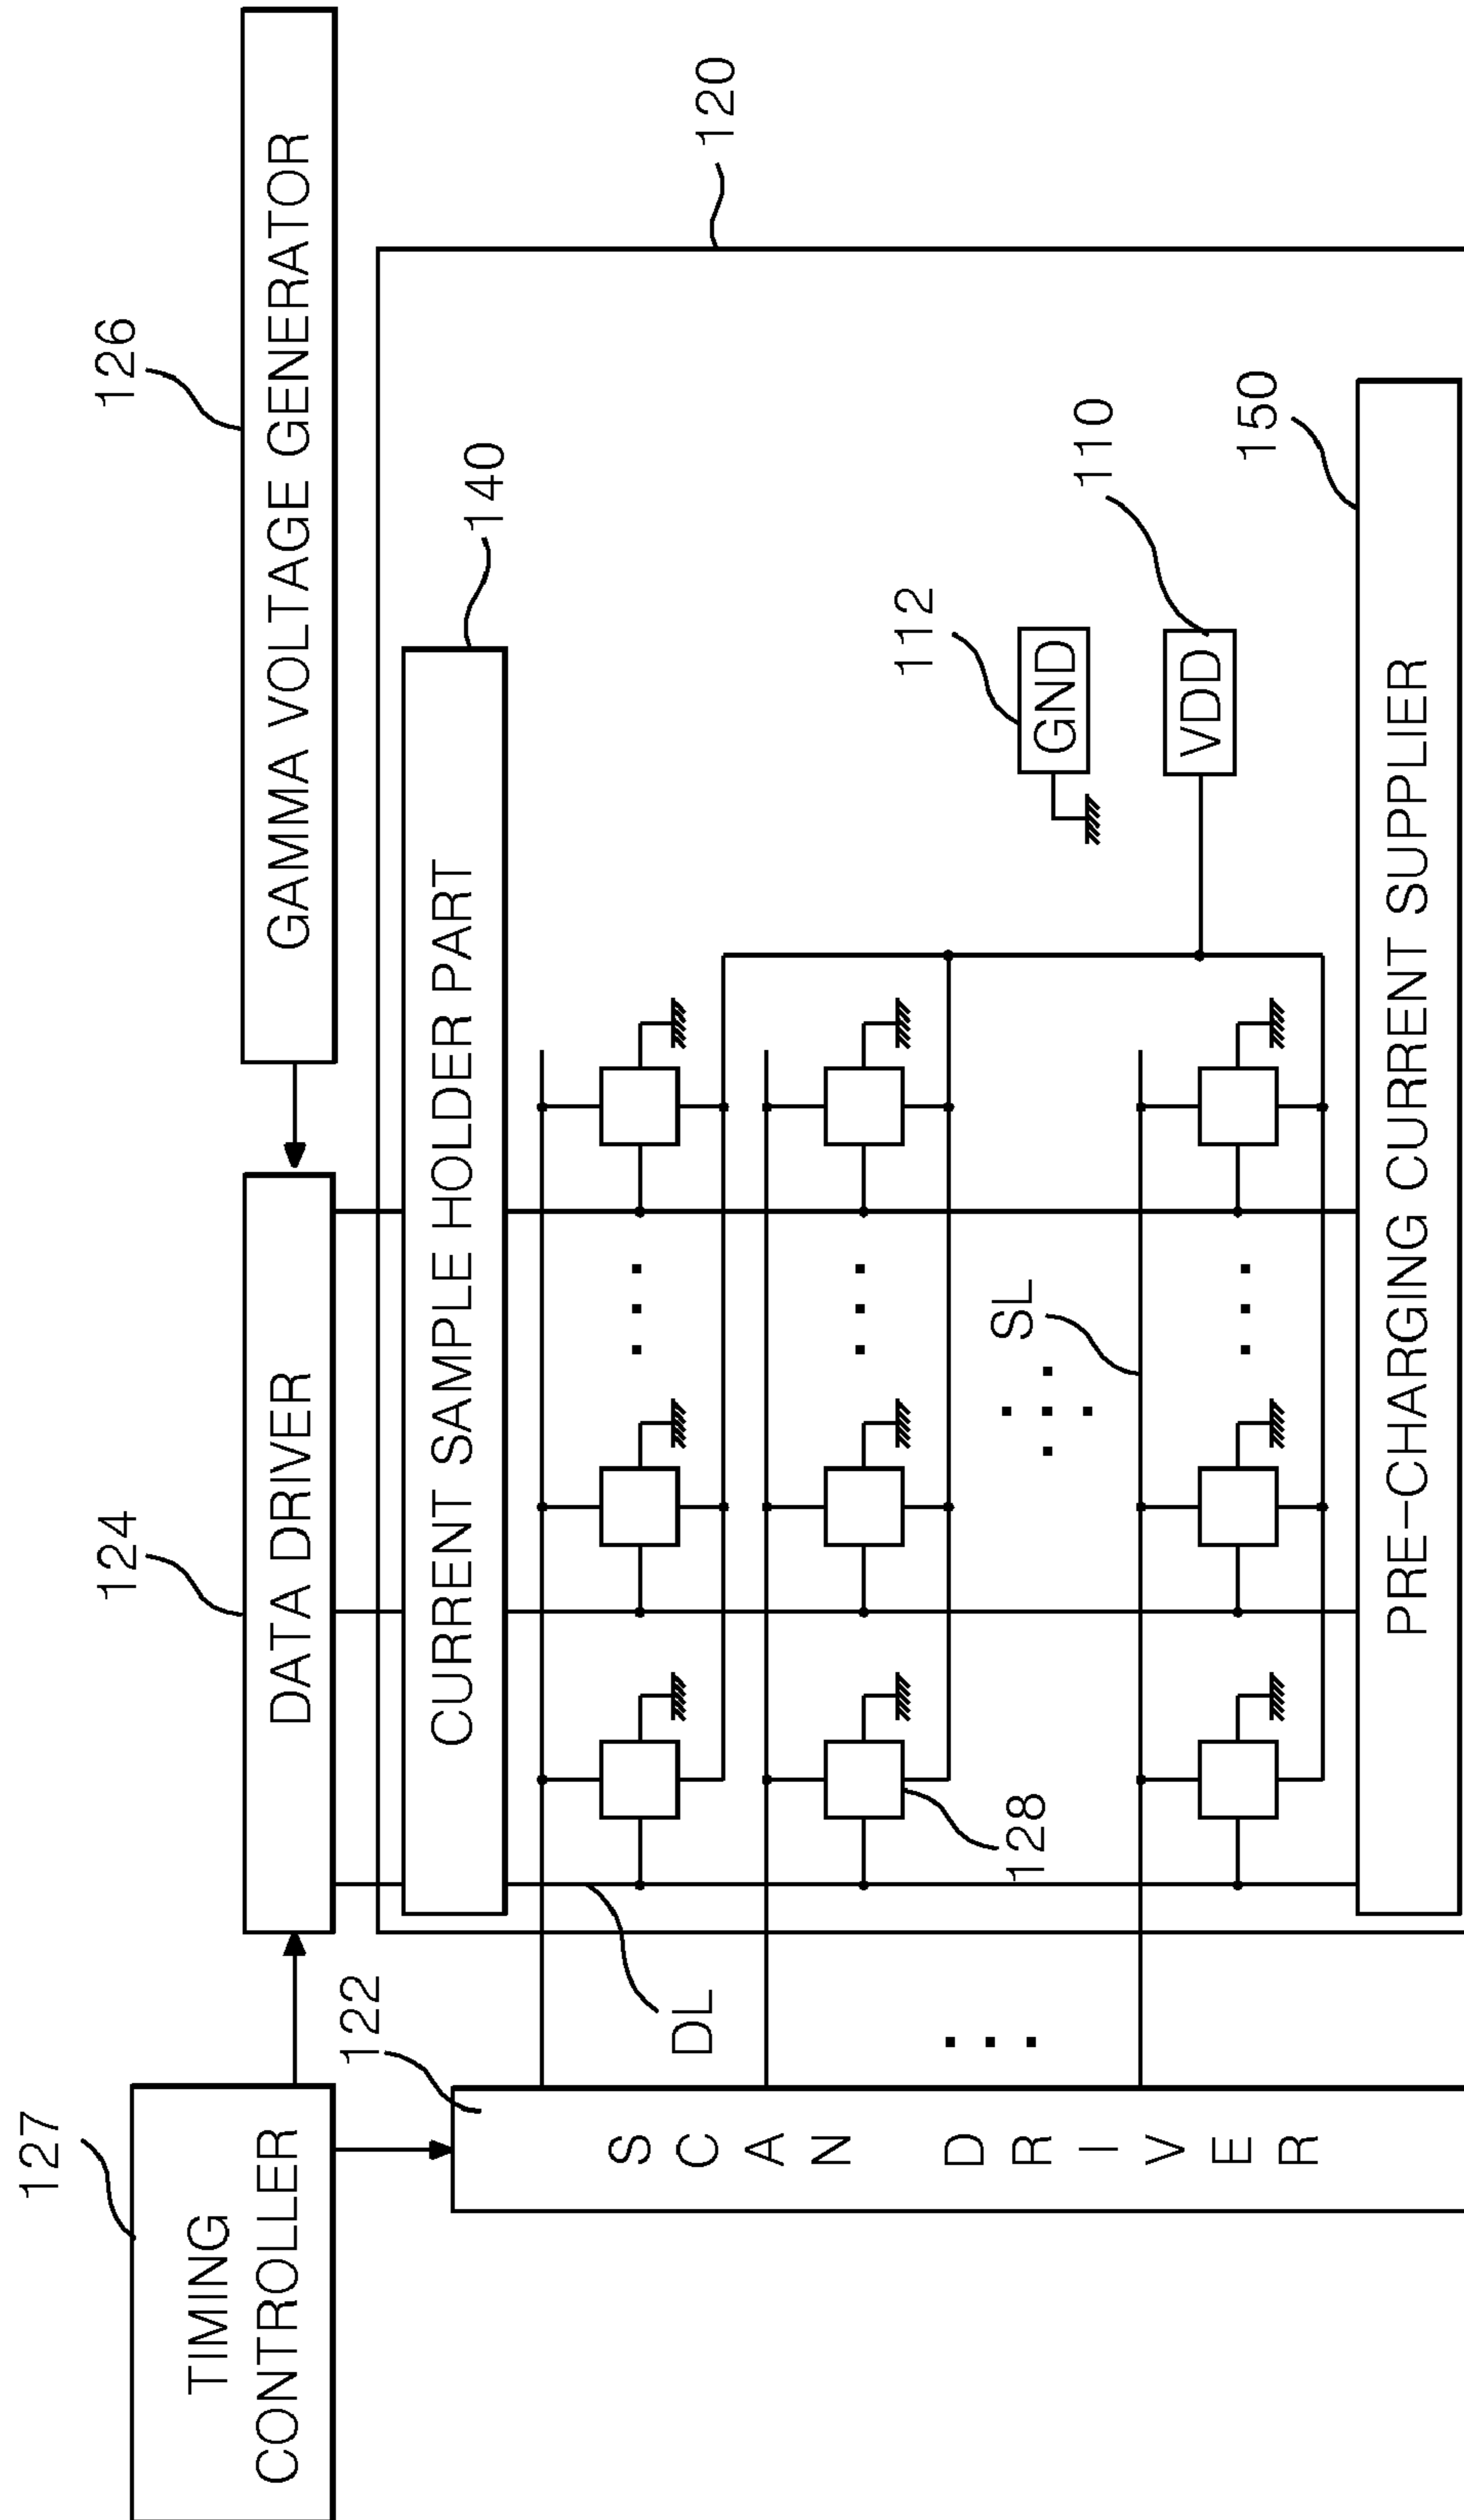 127
TIMING
CONTROLLER
124
DATA DRIVER
126
GAMMA VOLTAGE GENERATOR
122
SCAN DRIVER
140
CURRENT SAMPLE HOLDER PART
120
DL
128
SL
112
GND
110
VDD
150
PRE-CHARGING CURRENT SUPPLIER